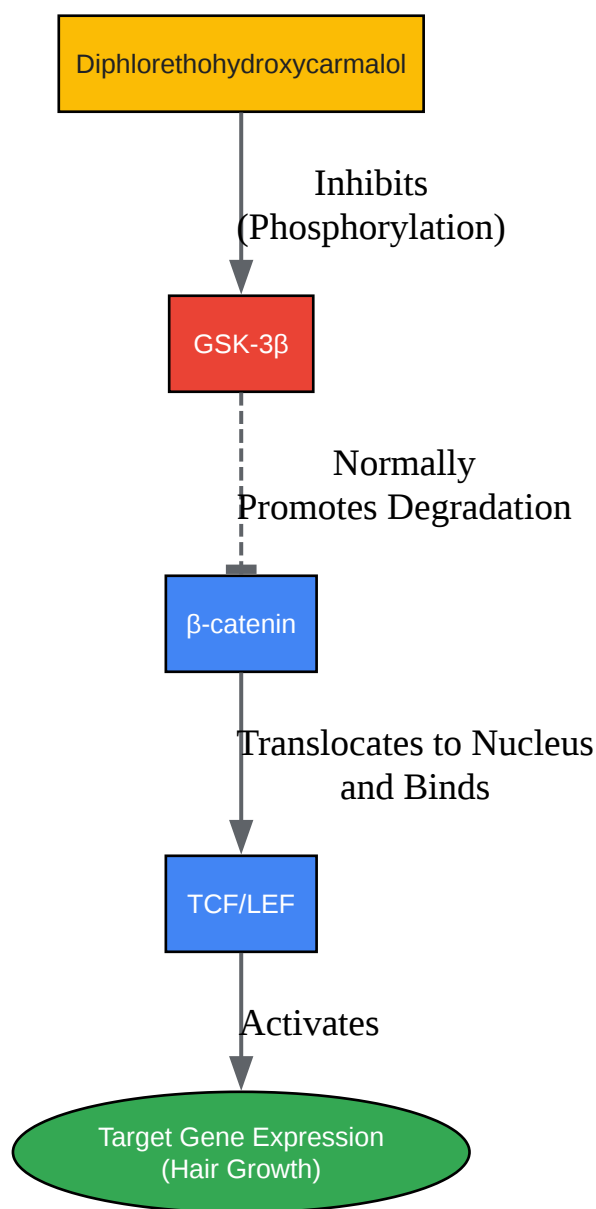 Diphlorethohydroxycarmalol
Inhibits
(Phosphorylation)
GSK-3β
Normally
Promotes Degradation
β-catenin
Translocates to Nucleus
and Binds
TCF/LEF
Activates
Target Gene Expression
(Hair Growth)